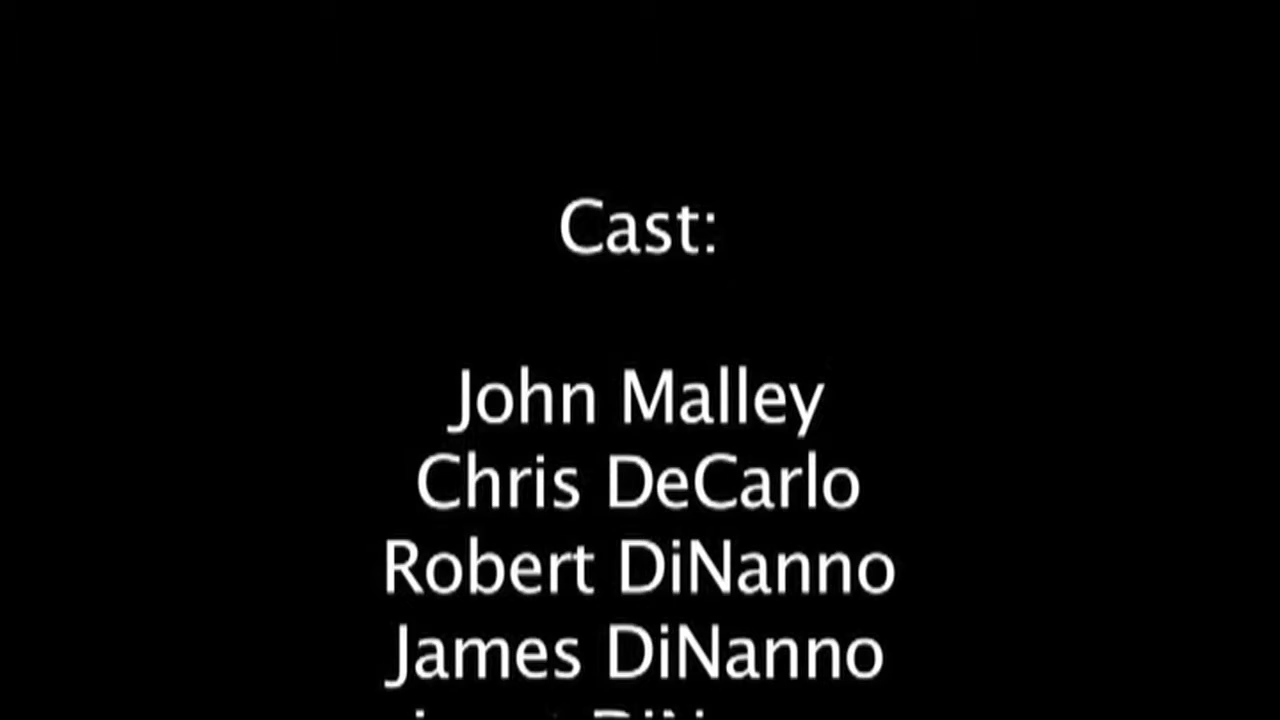 Cast:
John Malley
Chris DeCarlo
Robert DiNanno
James DiNanno